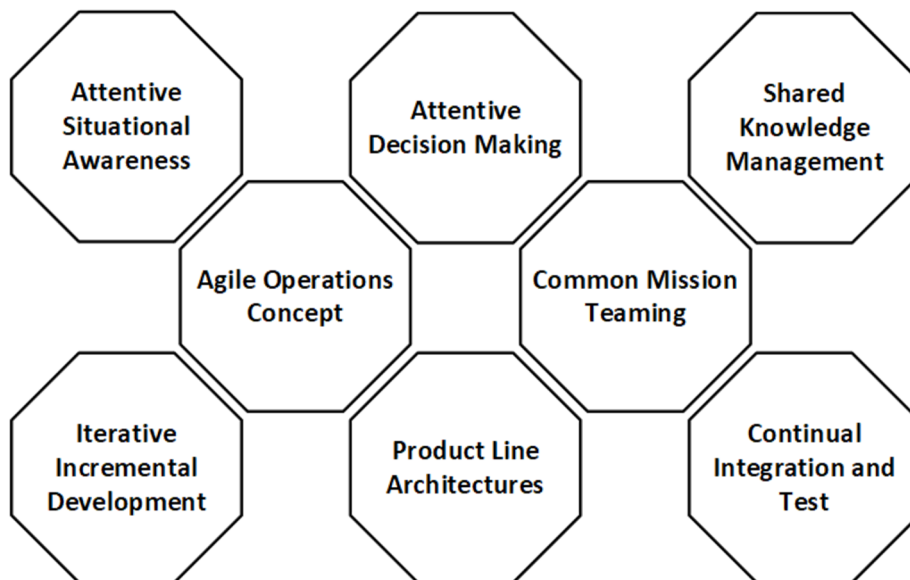 Attentive
Situational
Awareness
Attentive
Decision Making
Shared
Knowledge
Management
Agile Operations
Concept
Common Mission
Teaming
Iterative
Incremental
Development
Product Line
Architectures
Continual
Integration and
Test